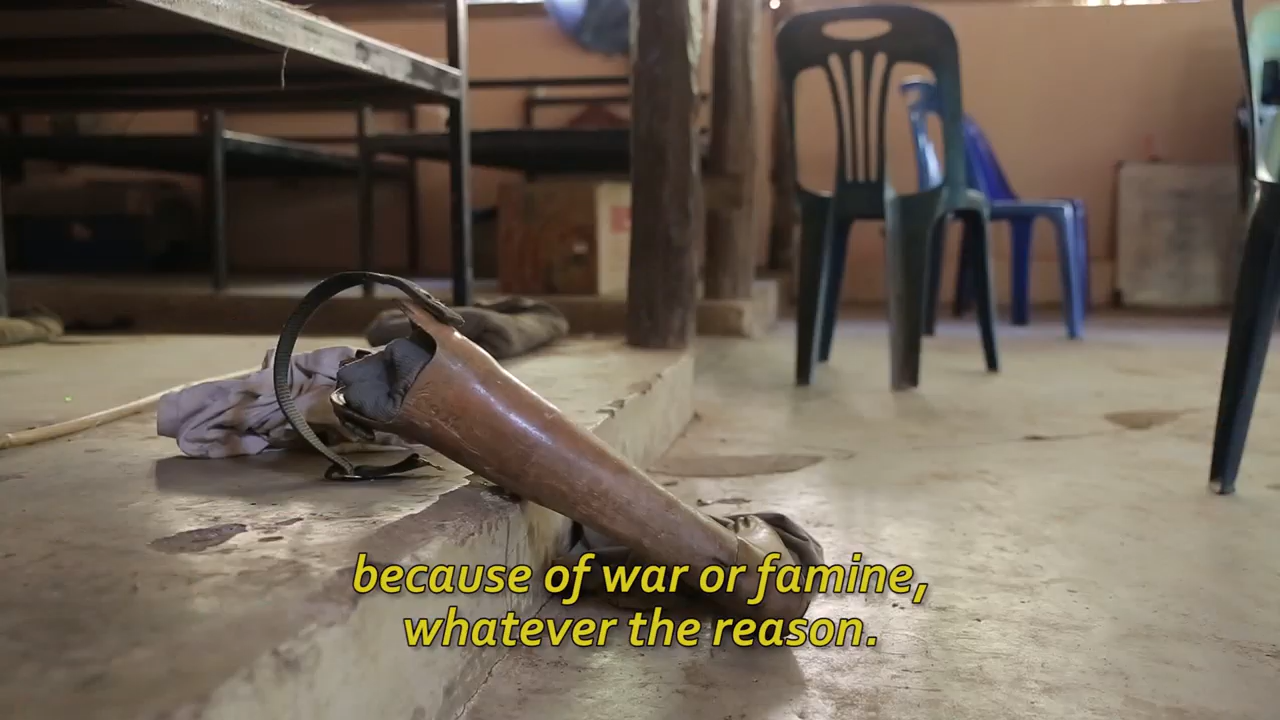 because of war or famine,
whatever the reason.